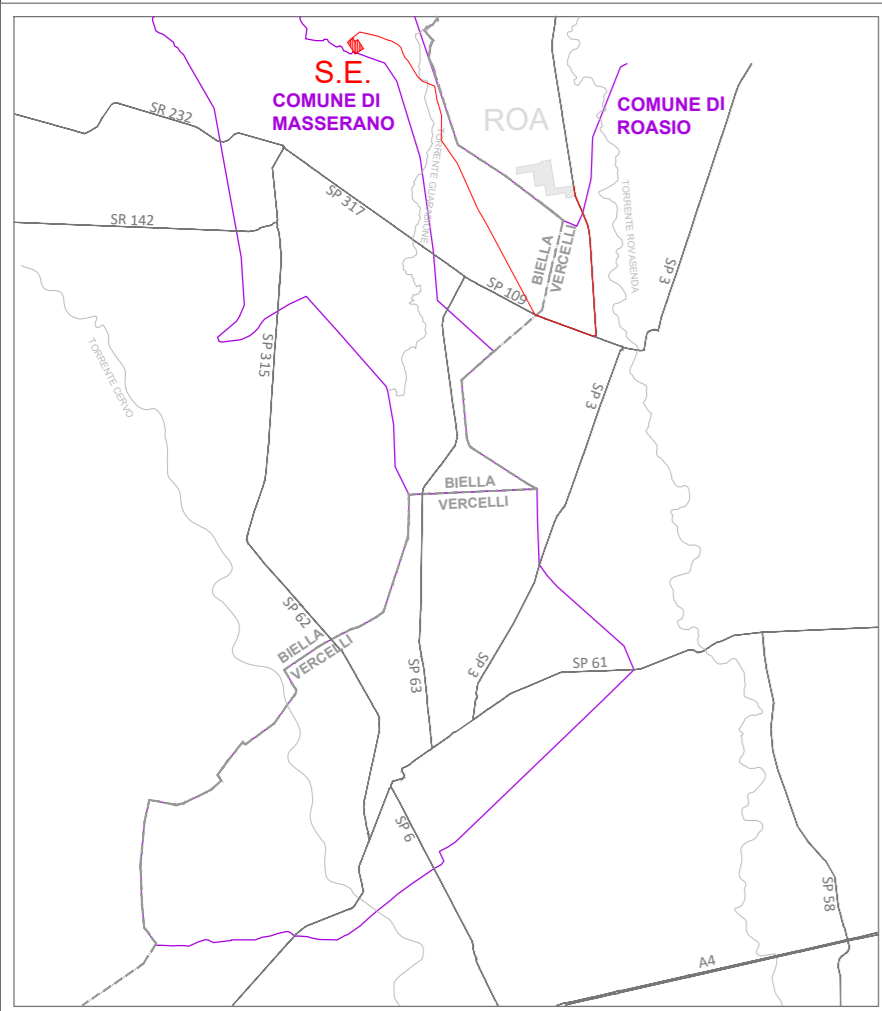 S.E.
COMUNE DI
MASSERANO
ROA
COMUNE DI
ROASIO
SR 232
SP 317
TORRENTE GUARABIONE
TORRENTE ROVASENDA
SR 142
BIELLA
VERCELLI
SP 3
SP 109
SP 315
TORRENTE CERVO
SP 3
BIELLA
VERCELLI
SP 62
BIELLA
VERCELLI
SP 63
SP 3
SP 61
SP 6
SP 58
A4